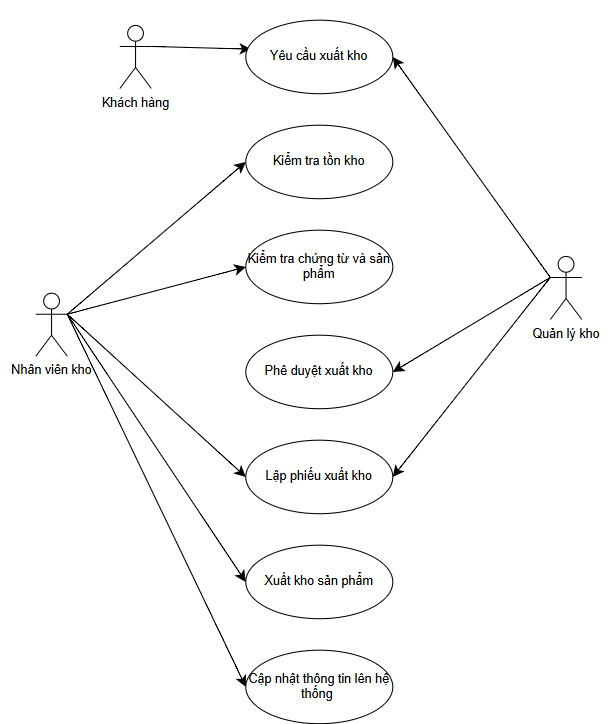 Yêu cầu xuất kho
Khách hàng
Kiểm tra tồn kho
Kiểm tra chứng từ và sản
phẩm
Quản lý kho
Nhân viên kho
Phê duyệt xuất kho
Lập phiếu xuất kho
Xuất kho sản phẩm
Cập nhật thông tin lên hệ
thống